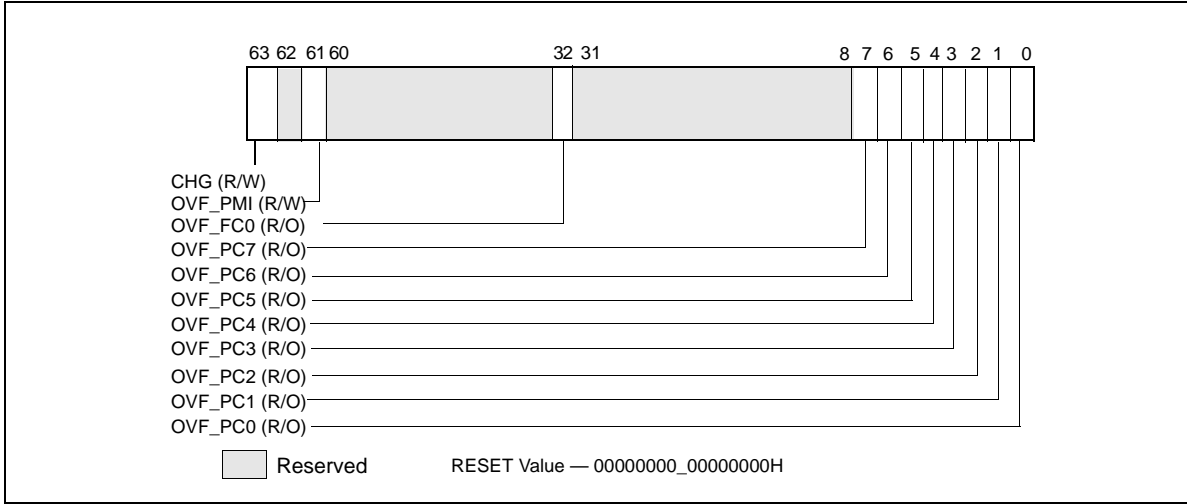 63 62 61 60 32 31 8 7 6 5 4 3 2 1 0
CHG (R/W)
OVF_PMI (R/W)
OVF_FC0 (R/O)
OVF_PC7 (R/O)
OVF_PC6 (R/O)
OVF_PC5 (R/O)
OVF_PC4 (R/O)
OVF_PC3 (R/O)
OVF_PC2 (R/O)
OVF_PC1 (R/O)
OVF_PC0 (R/O)
Reserved RESET Value — 00000000_00000000H